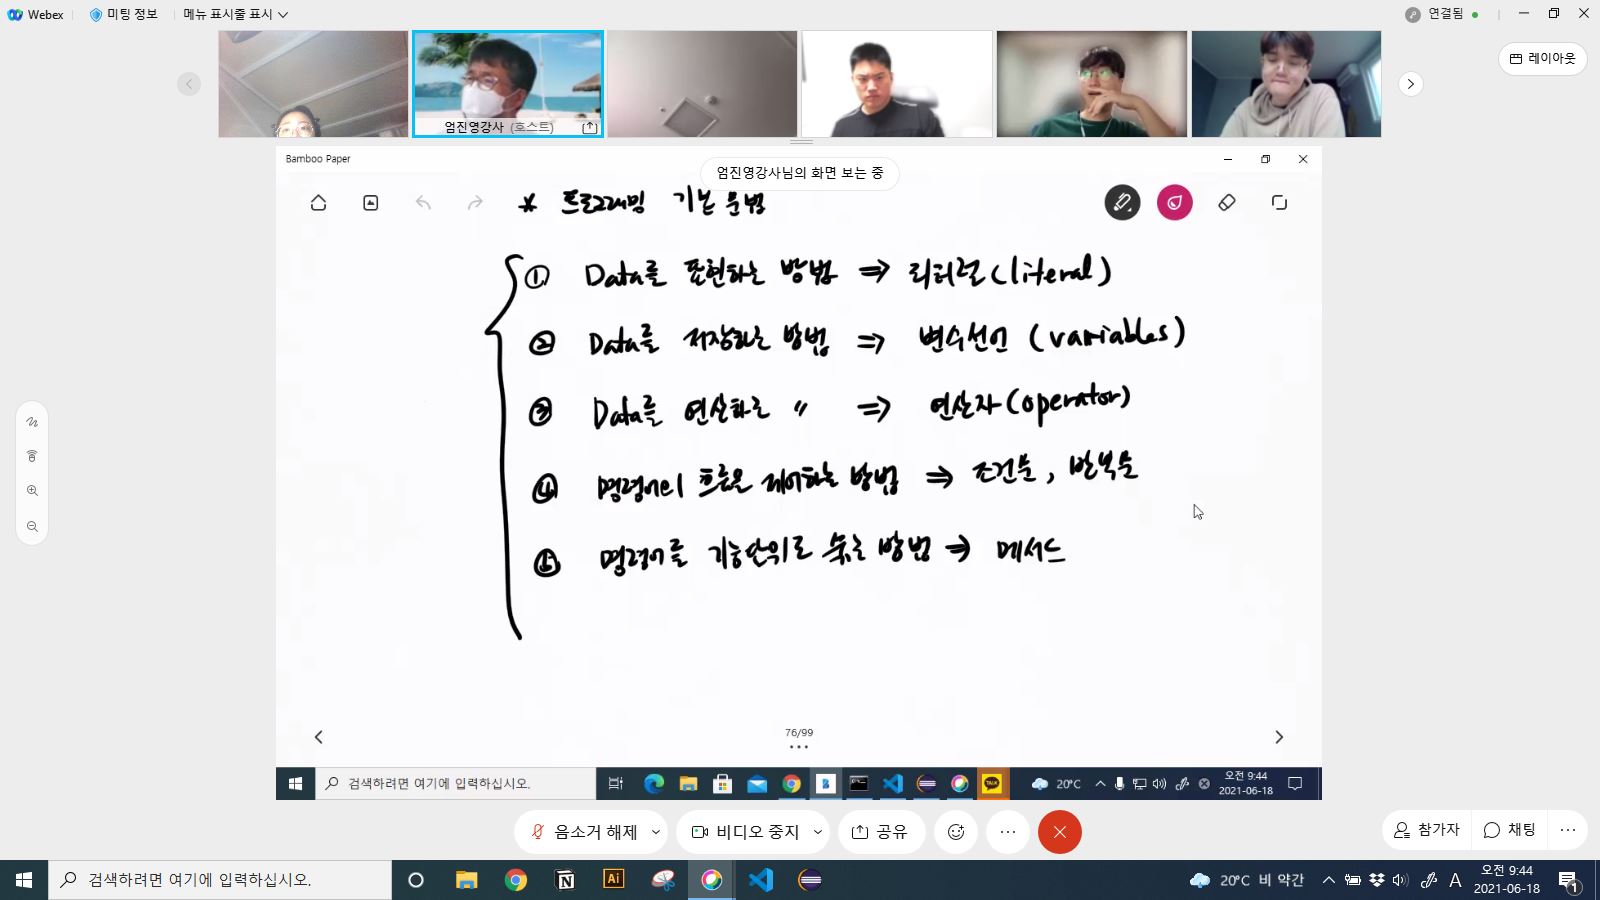 Webex 미팅 정보 메뉴 표시줄 표시 연결됨
레이아웃
엄진영강사 (호스트)
Bamboo Paper
엄진영강사님의 화면 보는 중
* 프로그래밍 기본 문법
① Data를 표현하는 방법 ⇒ 리터럴(literal)
② Data를 저장하는 방법 ⇒ 변수선언 (variables)
③ Data를 연산하는 〃 ⇒ 연산자(operator)
④ 명령어의 흐름을 제어하는 방법 ⇒ 조건문, 반복문
⑤ 명령어를 기능단위로 묶는 방법 ⇒ 메서드
76/99
검색하려면 여기에 입력하십시오. 20°C 오전 9:44
2021-06-18
음소거 해제 비디오 중지 공유 참가자 채팅
검색하려면 여기에 입력하십시오. Ai 20°C 비 약간 A 오전 9:44
2021-06-18 1